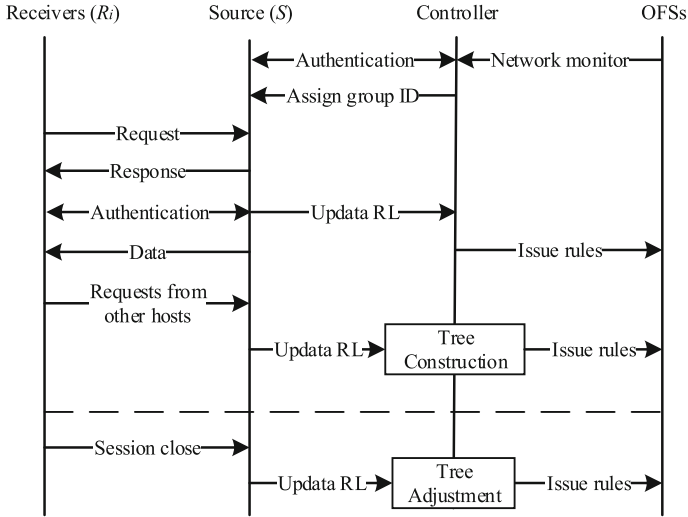 Receivers (Ri) Source (S) Controller OFSs
Authentication Network monitor
Assign group ID
Request
Response
Authentication Updata RL
Data Issue rules
Requests from
other hosts
Updata RL Tree Construction Issue rules
Session close
Updata RL Tree Adjustment Issue rules